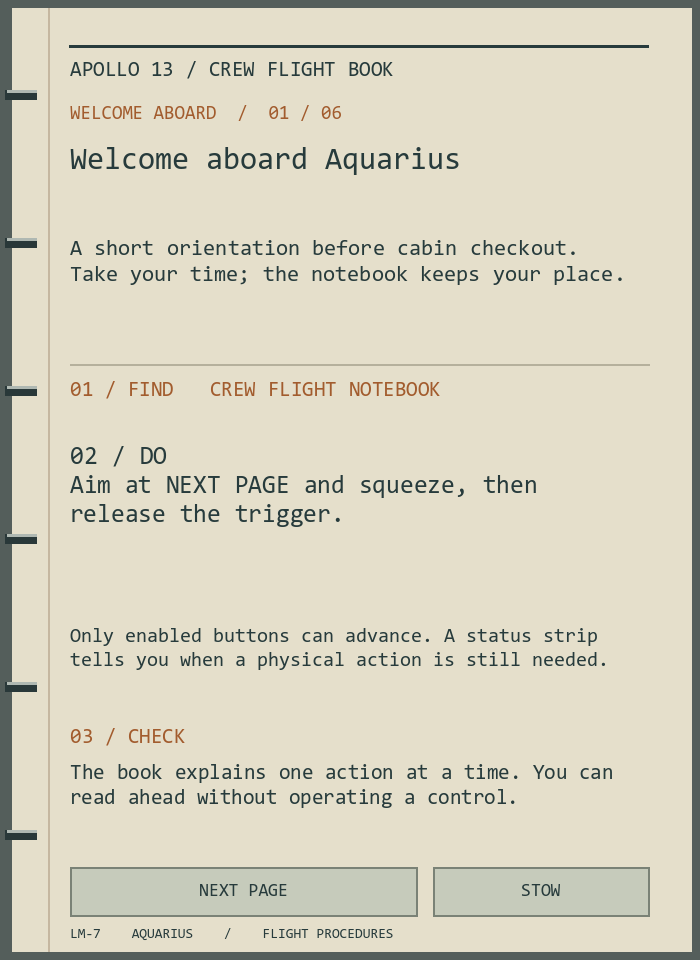 APOLLO 13 / CREW FLIGHT BOOK
WELCOME ABOARD / 01 / 06
Welcome aboard Aquarius
A short orientation before cabin checkout.
Take your time; the notebook keeps your place.
01 / FIND CREW FLIGHT NOTEBOOK
02 / DO
Aim at NEXT PAGE and squeeze, then
release the trigger.
Only enabled buttons can advance. A status strip
tells you when a physical action is still needed.
03 / CHECK
The book explains one action at a time. You can
read ahead without operating a control.
NEXT PAGE STOW
LM-7 AQUARIUS / FLIGHT PROCEDURES